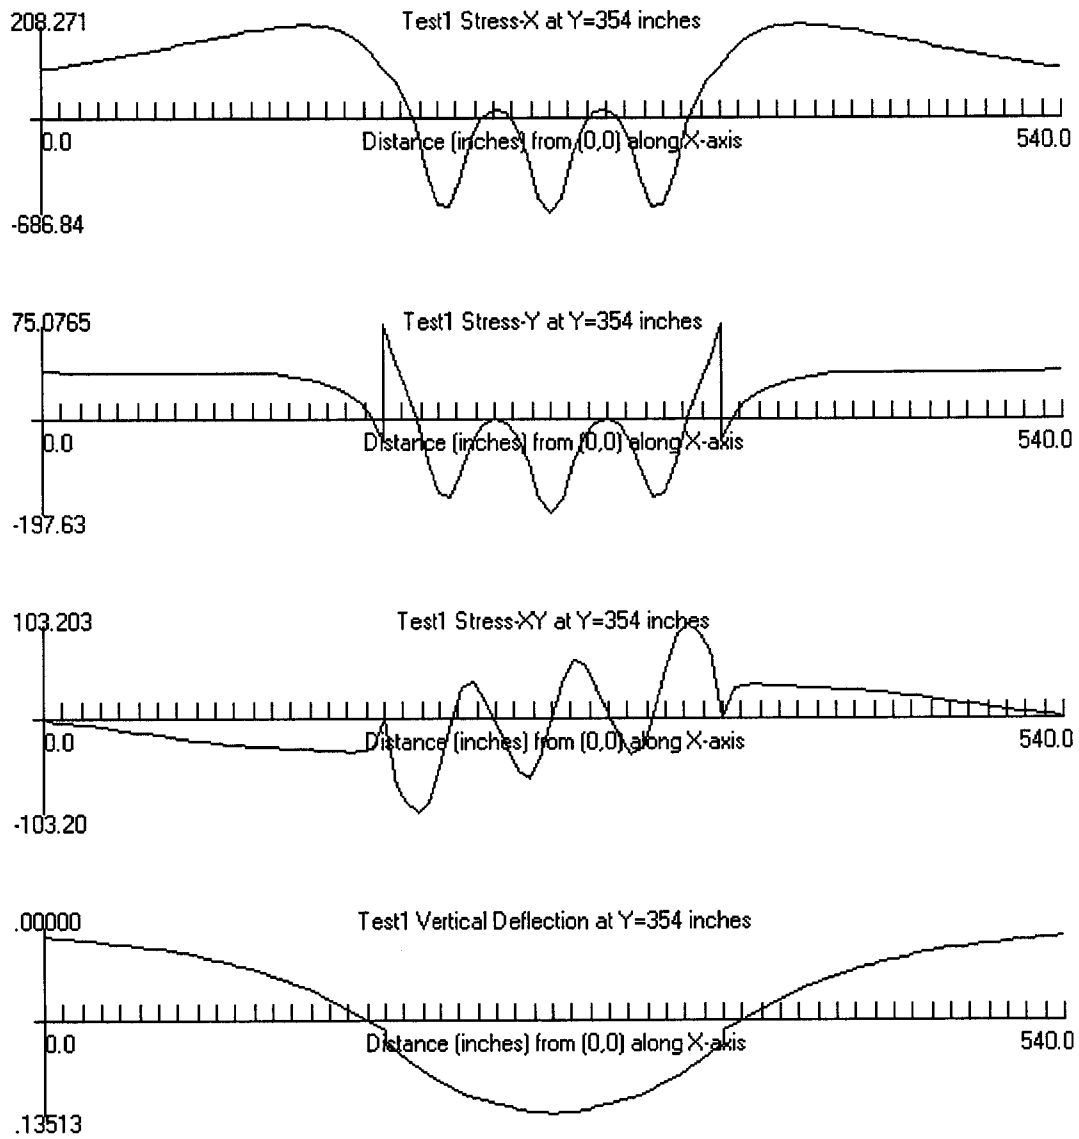 208.271
Test1 Stress-X at Y=354 inches
0.0
Distance (inches) from (0,0) along X-axis
540.0
-686.84
75.0765
Test1 Stress-Y at Y=354 inches
0.0
Distance (inches) from (0,0) along X-axis
540.0
-197.63
103.203
Test1 Stress-XY at Y=354 inches
0.0
Distance (inches) from (0,0) along X-axis
540.0
-103.20
.00000
Test1 Vertical Deflection at Y=354 inches
0.0
Distance (inches) from (0,0) along X-axis
540.0
.13513